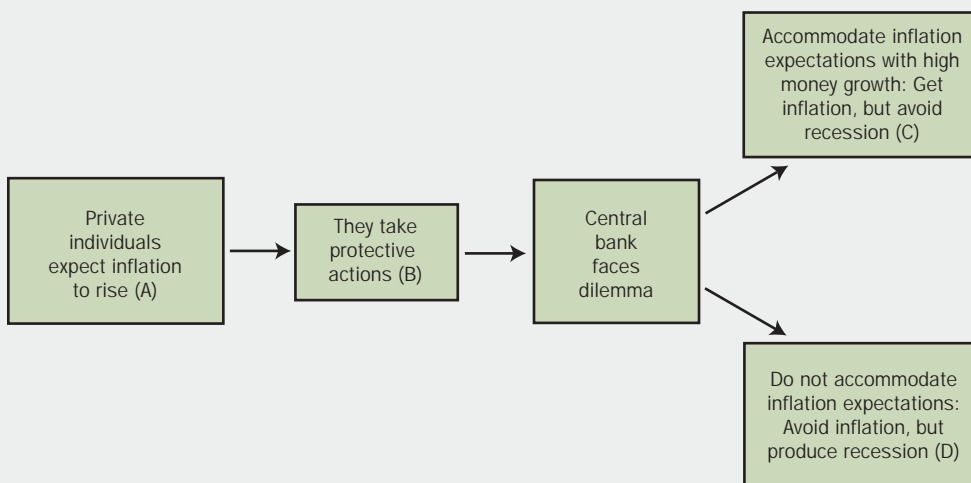 Private
individuals
expect inflation
to rise (A)
They take
protective
actions (B)
Central
bank
faces
dilemma
Accommodate inflation
expectations with high
money growth: Get
inflation, but avoid
recession (C)
Do not accommodate
inflation expectations:
Avoid inflation, but
produce recession (D)